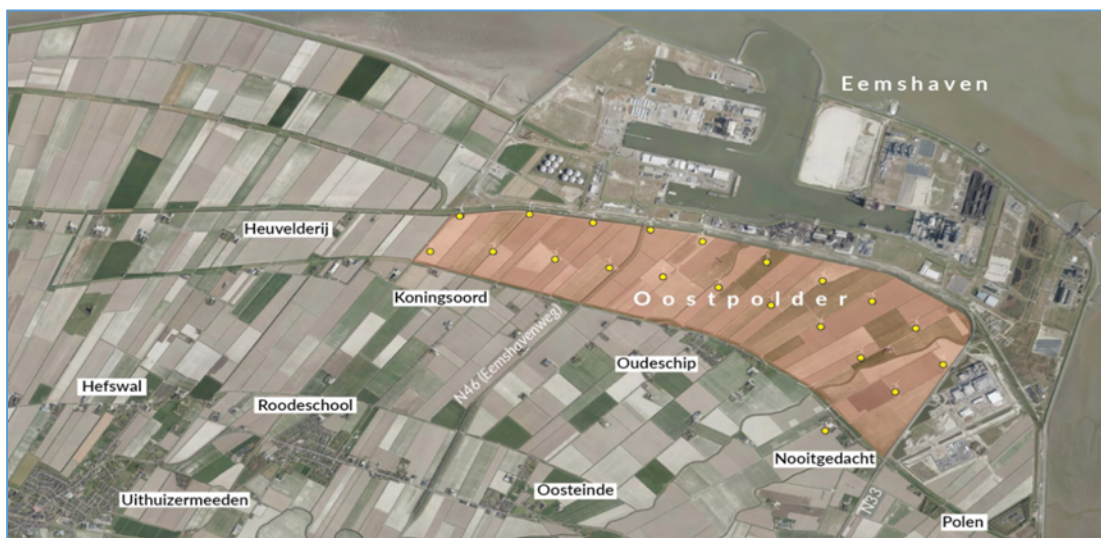 Eemshaven
Heuvelderij
Koningsoord
Oostpolder
N46 (Eemshavenweg)
Oudeschip
Hefswal
Roodeschool
Nooitgedacht
Uithuizermeeden
Oosteinde
N33
Polen